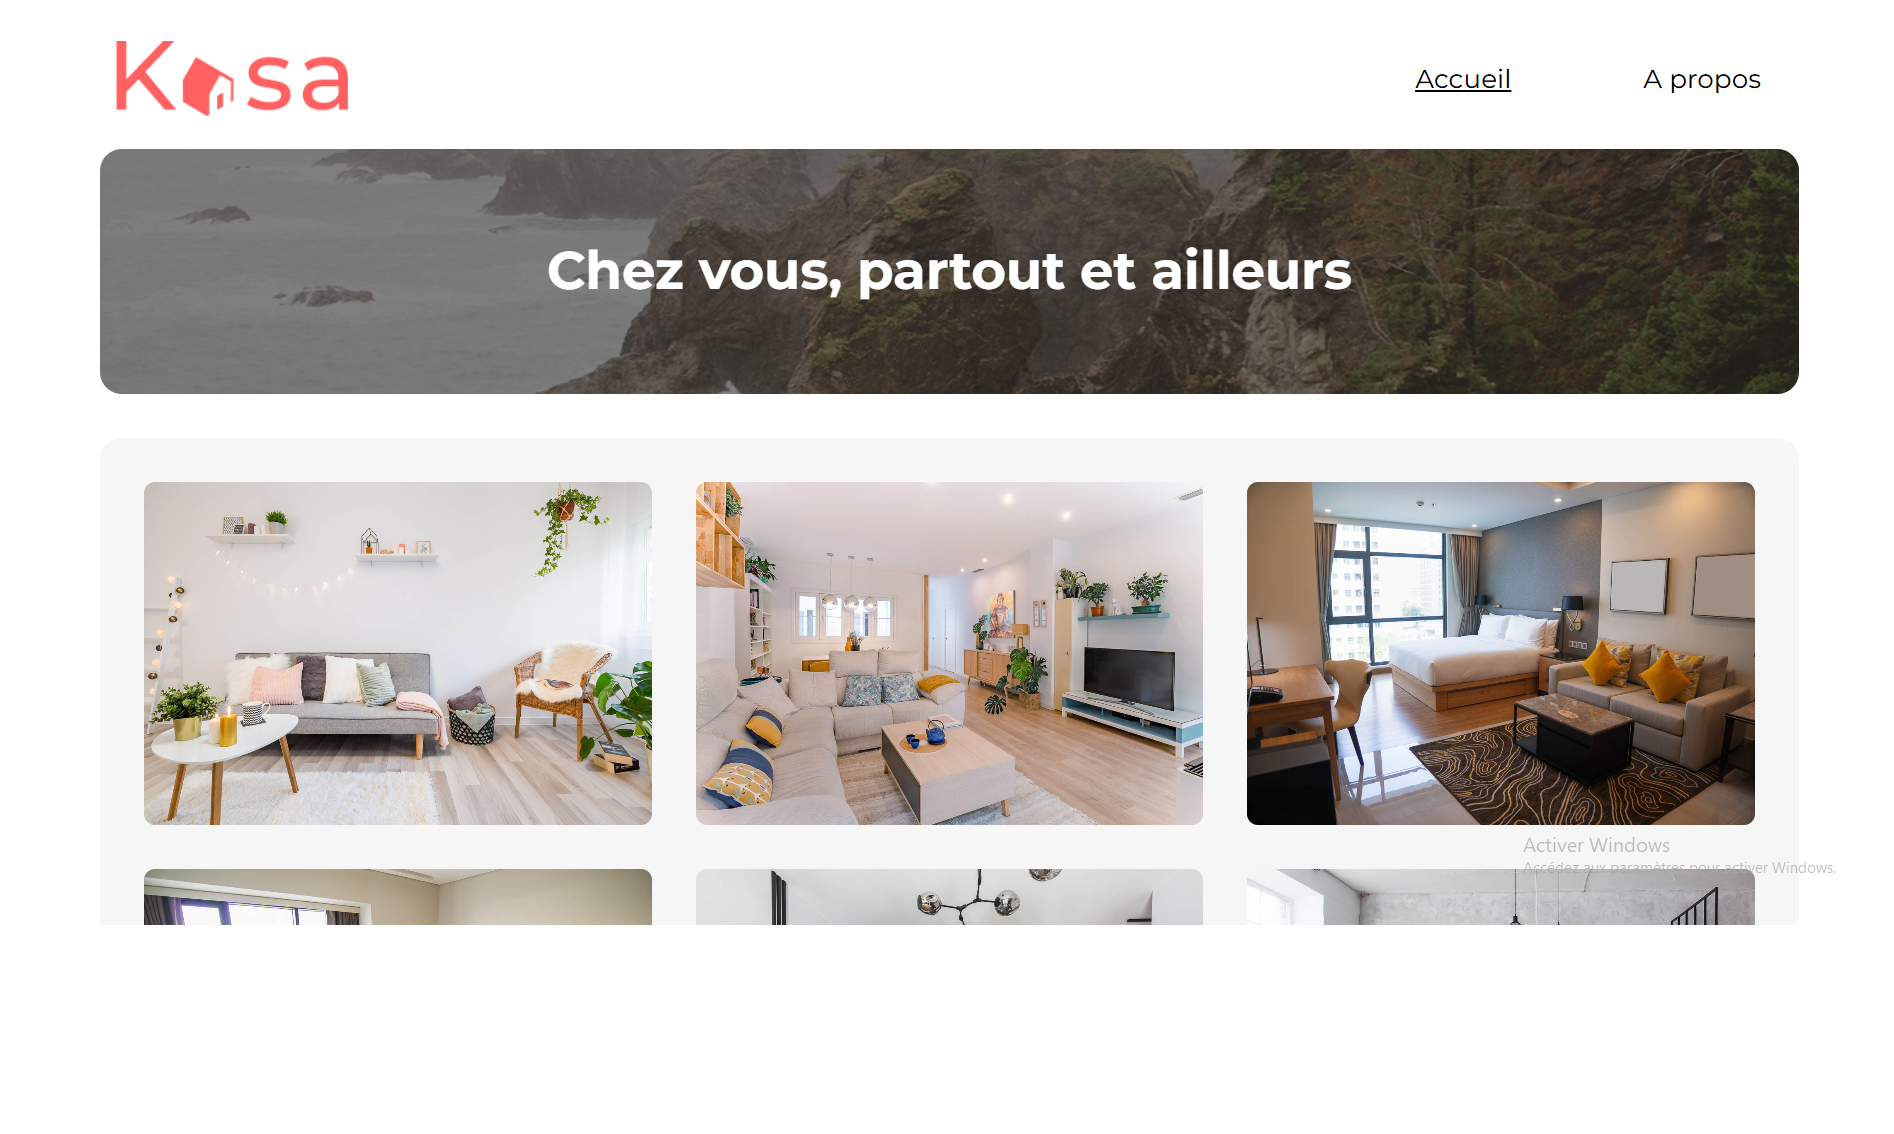 Kasa
Accueil
A propos
Chez vous, partout et ailleurs
Activer Windows
Accédez aux paramètres pour activer Windows.